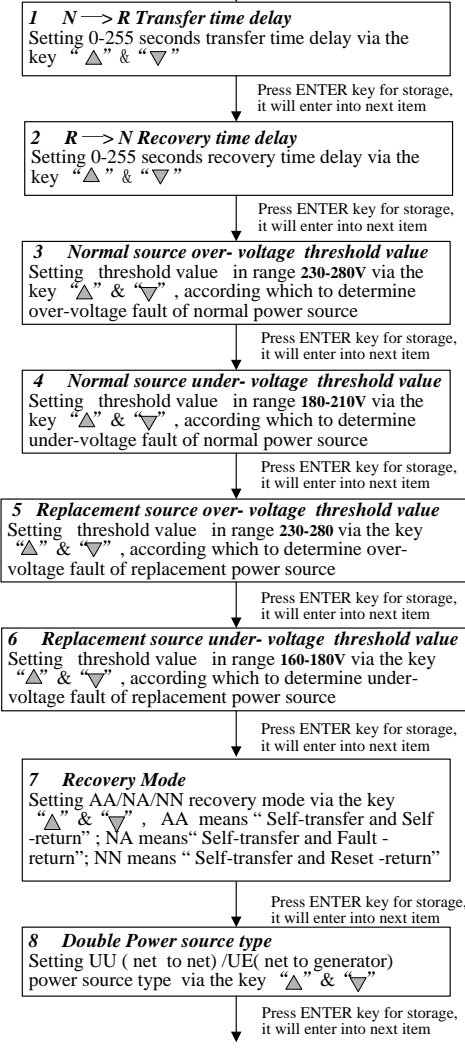 1 N —> R Transfer time delay
Setting 0-255 seconds transfer time delay via the
key “ △ ” & “ ▽ ”
Press ENTER key for storage,
it will enter into next item
2 R —> N Recovery time delay
Setting 0-255 seconds recovery time delay via the
key “ △ ” & “ ▽ ”
Press ENTER key for storage,
it will enter into next item
3 Normal source over- voltage threshold value
Setting threshold value in range 230-280V via the
key “△” & “▽” , according which to determine
over-voltage fault of normal power source
Press ENTER key for storage,
it will enter into next item
4 Normal source under- voltage threshold value
Setting threshold value in range 180-210V via the
key “△” & “▽” , according which to determine
under-voltage fault of normal power source
Press ENTER key for storage,
it will enter into next item
5 Replacement source over- voltage threshold value
Setting threshold value in range 230-280 via the key
“△” & “▽” , according which to determine over-
voltage fault of replacement power source
Press ENTER key for storage,
it will enter into next item
6 Replacement source under- voltage threshold value
Setting threshold value in range 160-180V via the key
“△” & “▽” , according which to determine under-
voltage fault of replacement power source
Press ENTER key for storage,
it will enter into next item
7 Recovery Mode
Setting AA/NA/NN recovery mode via the key
“△” & “▽” , AA means “ Self-transfer and Self
-return” ; NA means“ Self-transfer and Fault -
return”; NN means “ Self-transfer and Reset -return”
Press ENTER key for storage,
it will enter into next item
8 Double Power source type
Setting UU ( net to net) /UE( net to generator)
power source type via the key “△” & “▽”
Press ENTER key for storage,
it will enter into next item